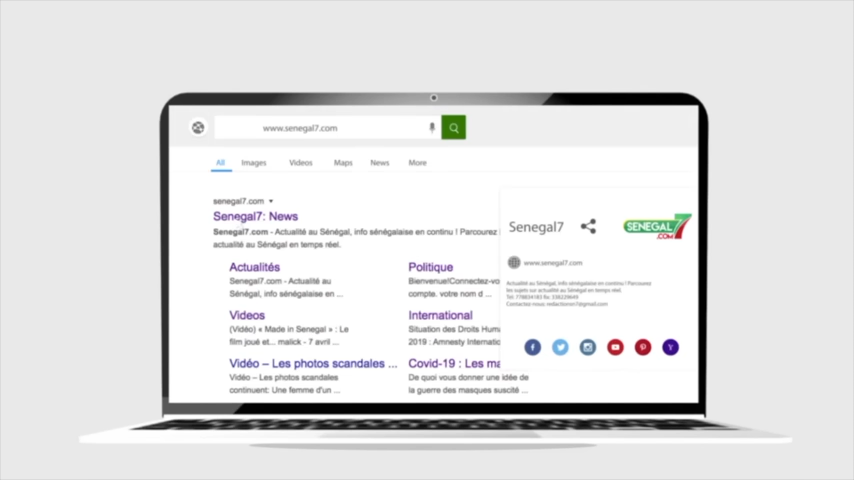 www.senegal7.com
All Images Videos Maps News More
senegal7.com
Senegal7: News
Senegal7.com - Actualité au Sénégal, info sénégalaise en continu ! Parcourez
actualité au Sénégal en temps réel.
Actualités
Senegal7.com - Actualité au
Sénégal, info sénégalaise en ...
Politique
Bienvenue!Connectez-vo
compte. votre nom d ...
Videos
(Vidéo) « Made in Senegal » : Le
film joué et... malick - 7 avril ...
International
Situation des Droits Huma
2019 : Amnesty Internatio
Vidéo – Les photos scandales ...
Vidéo – Les photos scandales
continuent: Une femme d'un ...
Covid-19 : Les ma
De quoi vous donner une idée de
la guerre des masques suscité ...
Senegal7
SENEGAL7
.COM
www.senegal7.com
Actualité au Sénégal, info sénégalaise en continu ! Parcourez
les sujets sur actualité au Sénégal en temps réel.
Tél: 778834183 fix: 338239649
Contactez-nous: redactionsn7@gmail.com